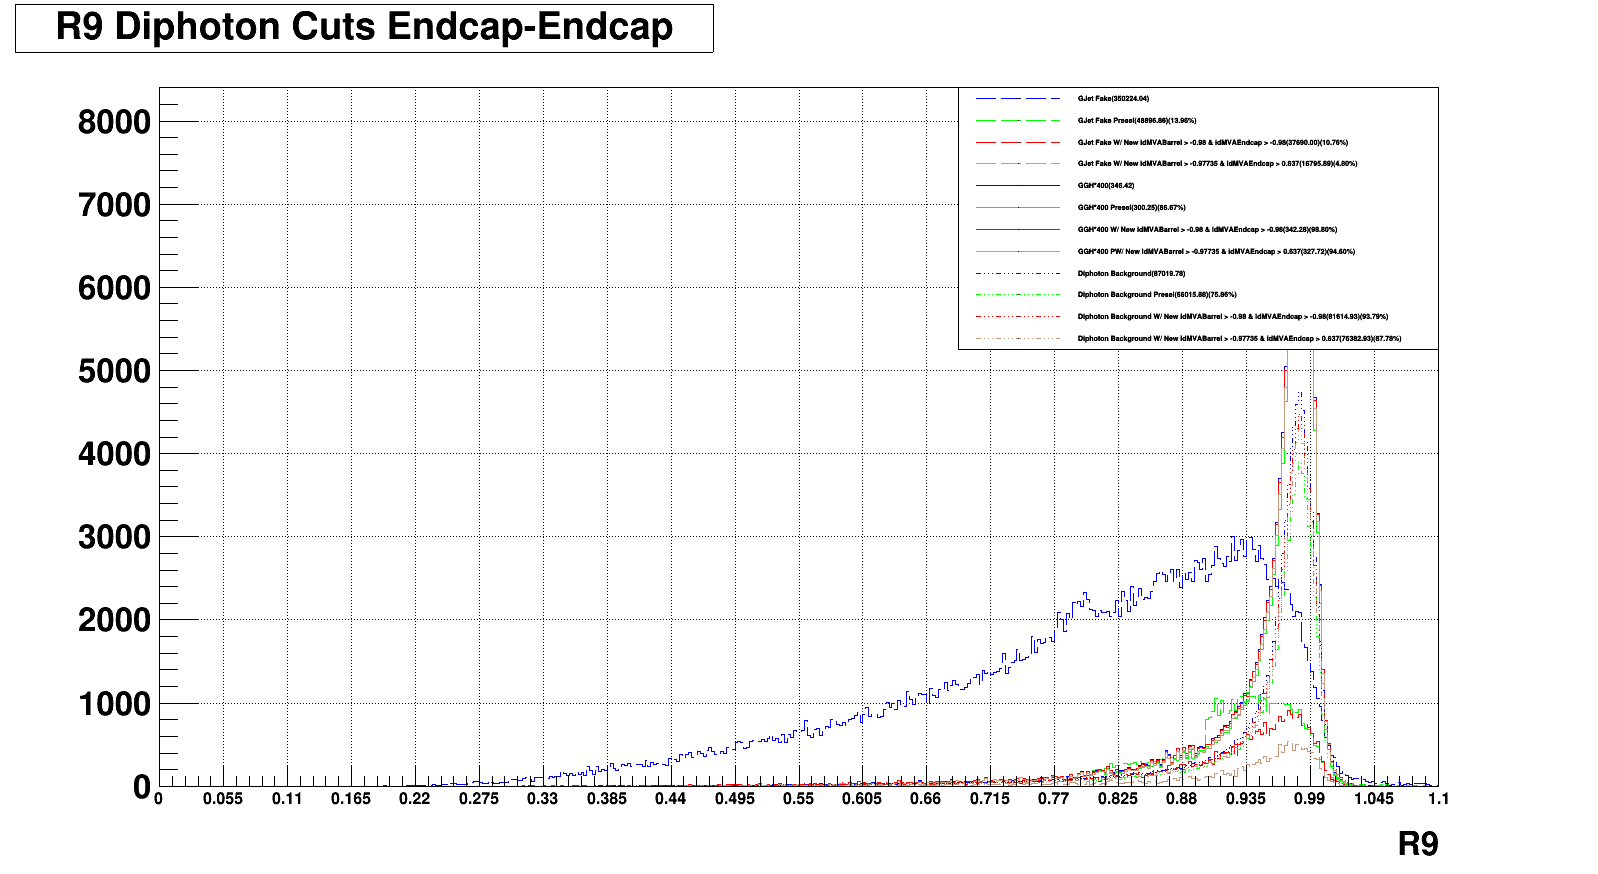 R9 Diphoton Cuts Endcap-Endcap
GJet Fake(350224.04)
GJet Fake Presel(48896.86)(13.96%)
GJet Fake W/ New idMVABarrel > -0.98 & idMVAEndcap > -0.98(37690.00)(10.76%)
GJet Fake W/ New idMVABarrel > -0.97735 & idMVAEndcap > 0.637(16795.89)(4.80%)
GGH*400(346.42)
GGH*400 Presel(300.25)(86.67%)
GGH*400 W/ New idMVABarrel > -0.98 & idMVAEndcap > -0.98(342.28)(98.80%)
GGH*400 PW/ New idMVABarrel > -0.97735 & idMVAEndcap > 0.637(327.72)(94.60%)
Diphoton Background(87019.78)
Diphoton Background Presel(66015.88)(75.86%)
Diphoton Background W/ New idMVABarrel > -0.98 & idMVAEndcap > -0.98(81614.93)(93.79%)
Diphoton Background W/ New idMVABarrel > -0.97735 & idMVAEndcap > 0.637(76382.93)(87.78%)
8000
7000
6000
5000
4000
3000
2000
1000
0
0 0.055 0.11 0.165 0.22 0.275 0.33 0.385 0.44 0.495 0.55 0.605 0.66 0.715 0.77 0.825 0.88 0.935 0.99 1.045 1.1
R9